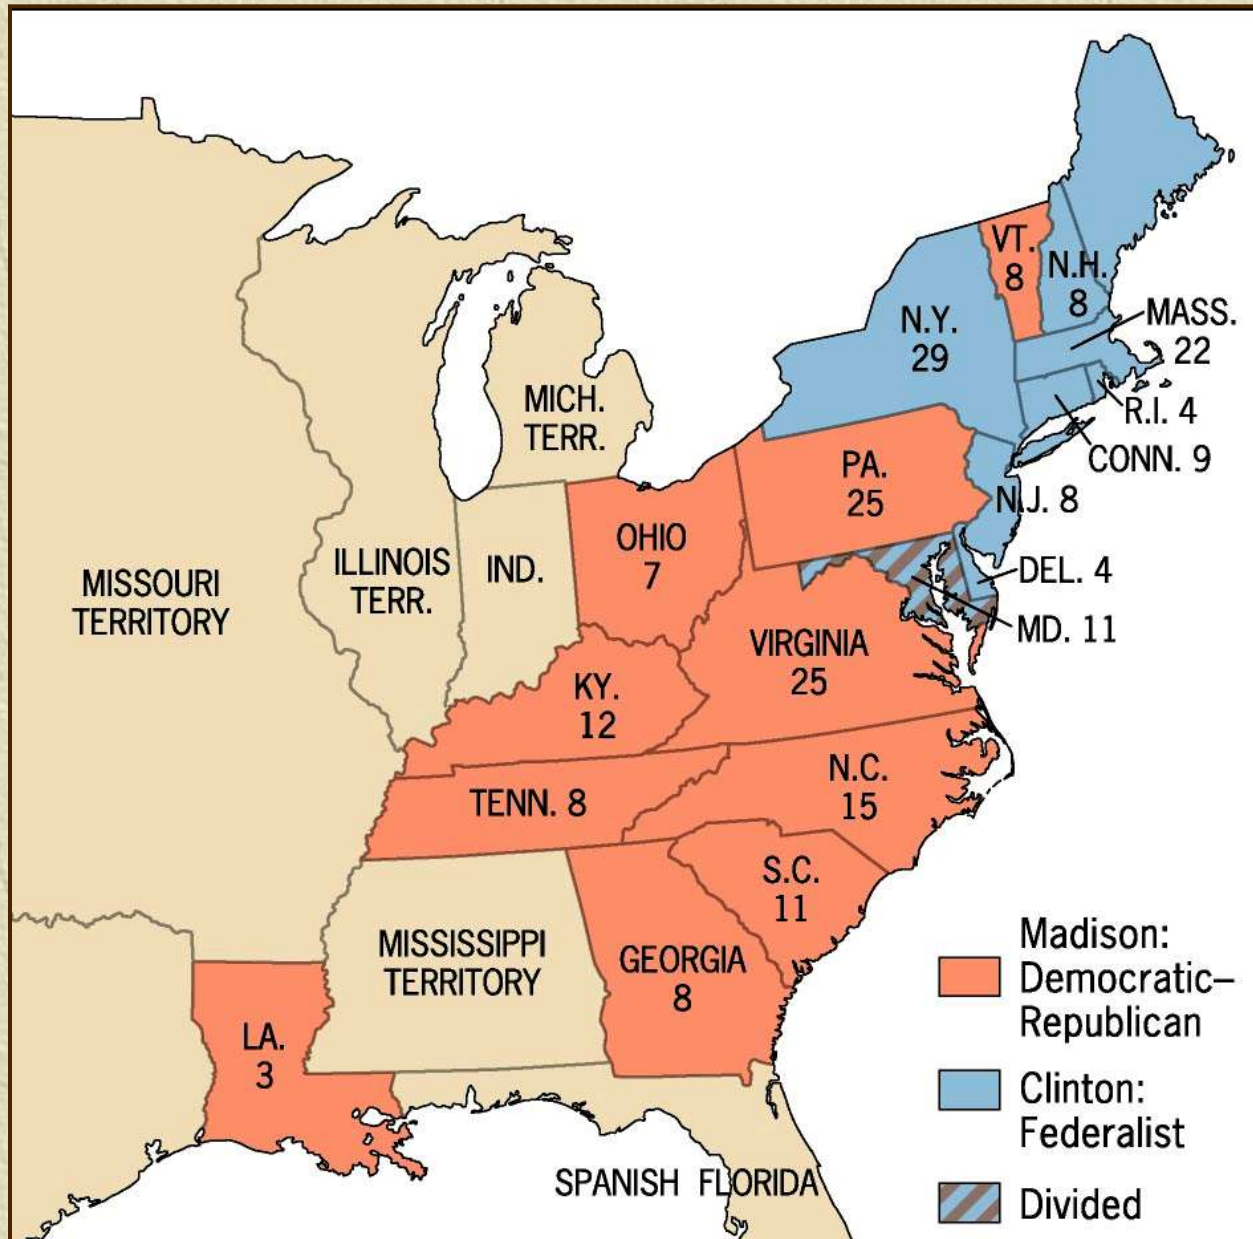 VT.
8
N.H.
8
N.Y.
29
MASS.
22
R.I. 4
CONN. 9
MICH.
TERR.
PA.
25
N.J. 8
OHIO
7
ILLINOIS
TERR.
IND.
MISSOURI
TERRITORY
DEL. 4
MD. 11
VIRGINIA
25
KY.
12
N.C.
15
TENN. 8
S.C.
11
MISSISSIPPI
TERRITORY
GEORGIA
8
LA.
3
SPANISH FLORIDA
Madison:
Democratic–
Republican
Clinton:
Federalist
Divided